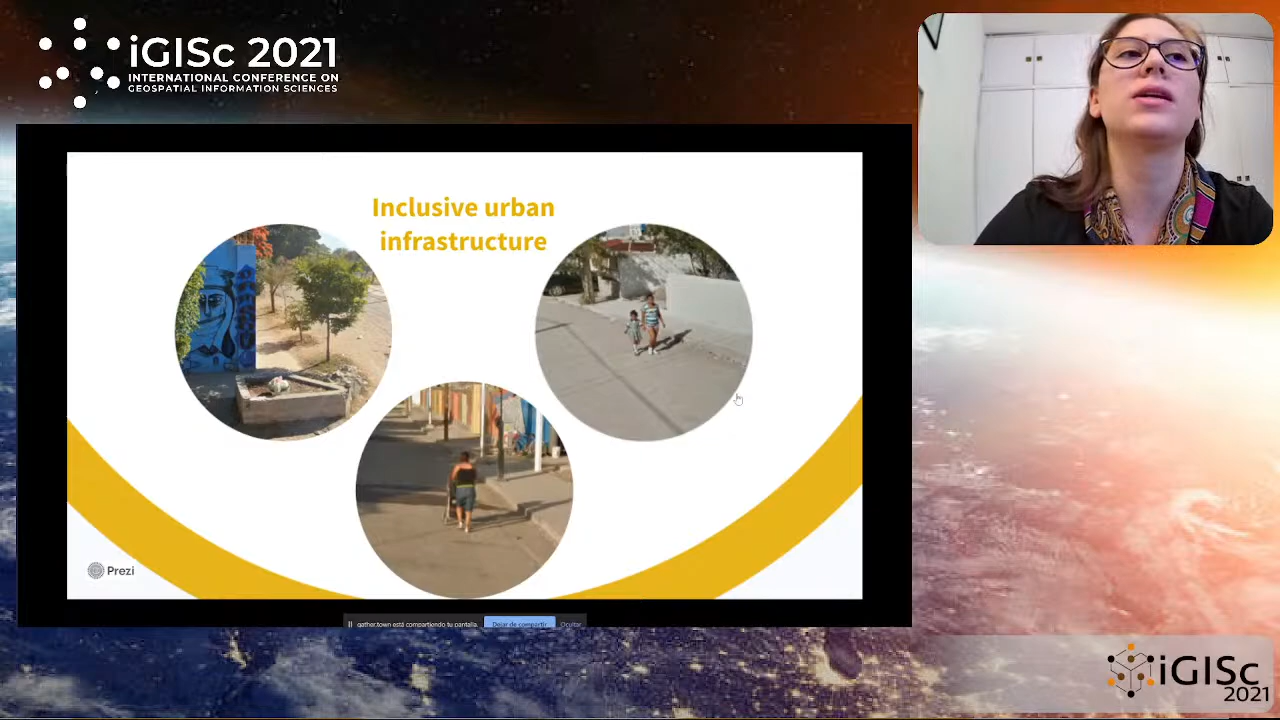 iGISc 2021
INTERNATIONAL CONFERENCE ON
GEOSPATIAL INFORMATION SCIENCES
Inclusive urban
infrastructure
Prezi
gather.town está compartiendo tu pantalla.
Dejar de compartir
Ocultar
iGISc
2021